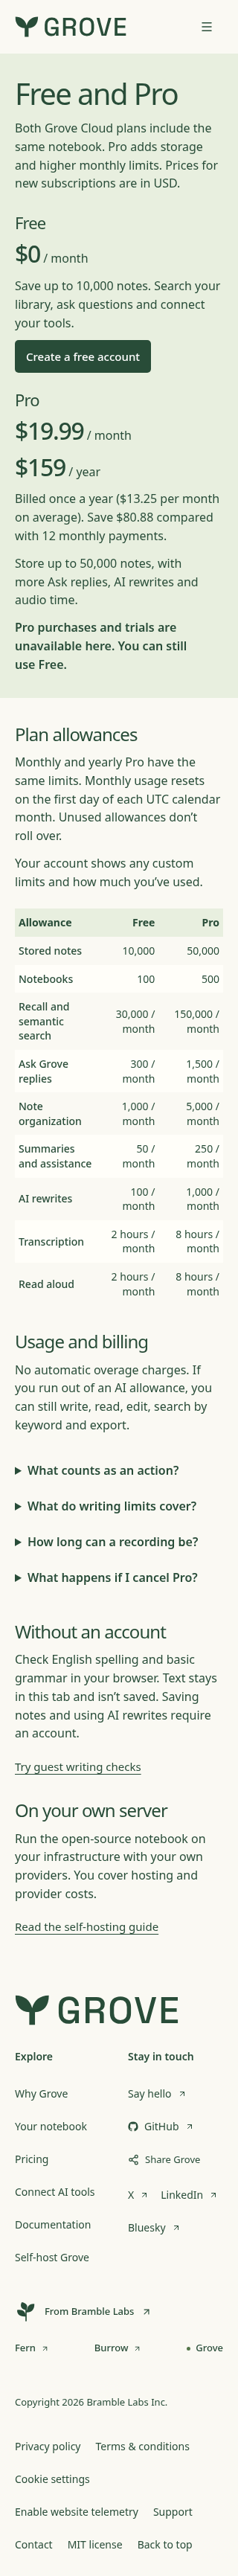 GROVE
Free and Pro
Both Grove Cloud plans include the
same notebook. Pro adds storage
and higher monthly limits. Prices for
new subscriptions are in USD.
Free
$0 / month
Save up to 10,000 notes. Search your
library, ask questions and connect
your tools.
Create a free account
Pro
$19.99 / month
$159 / year
Billed once a year ($13.25 per month
on average). Save $80.88 compared
with 12 monthly payments.
Store up to 50,000 notes, with
more Ask replies, AI rewrites and
audio time.
Pro purchases and trials are
unavailable here. You can still
use Free.
Plan allowances
Monthly and yearly Pro have the
same limits. Monthly usage resets
on the first day of each UTC calendar
month. Unused allowances don’t
roll over.
Your account shows any custom
limits and how much you’ve used.
Allowance Free Pro
Stored notes 10,000 50,000
Notebooks 100 500
Recall and
semantic
search
30,000 /
month
150,000 /
month
Ask Grove
replies
300 /
month
1,500 /
month
Note
organization
1,000 /
month
5,000 /
month
Summaries
and assistance
50 /
month
250 /
month
AI rewrites
100 /
month
1,000 /
month
Transcription
2 hours /
month
8 hours /
month
Read aloud
2 hours /
month
8 hours /
month
Usage and billing
No automatic overage charges. If
you run out of an AI allowance, you
can still write, read, edit, search by
keyword and export.
What counts as an action?
What do writing limits cover?
How long can a recording be?
What happens if I cancel Pro?
Without an account
Check English spelling and basic
grammar in your browser. Text stays
in this tab and isn’t saved. Saving
notes and using AI rewrites require
an account.
Try guest writing checks
On your own server
Run the open-source notebook on
your infrastructure with your own
providers. You cover hosting and
provider costs.
Read the self-hosting guide
GROVE
Explore
Why Grove
Your notebook
Pricing
Connect AI tools
Documentation
Self-host Grove
Stay in touch
Say hello
GitHub
Share Grove
X LinkedIn
Bluesky
From Bramble Labs
Fern Burrow Grove
Copyright 2026 Bramble Labs Inc.
Privacy policy Terms & conditions
Cookie settings
Enable website telemetry Support
Contact MIT license Back to top